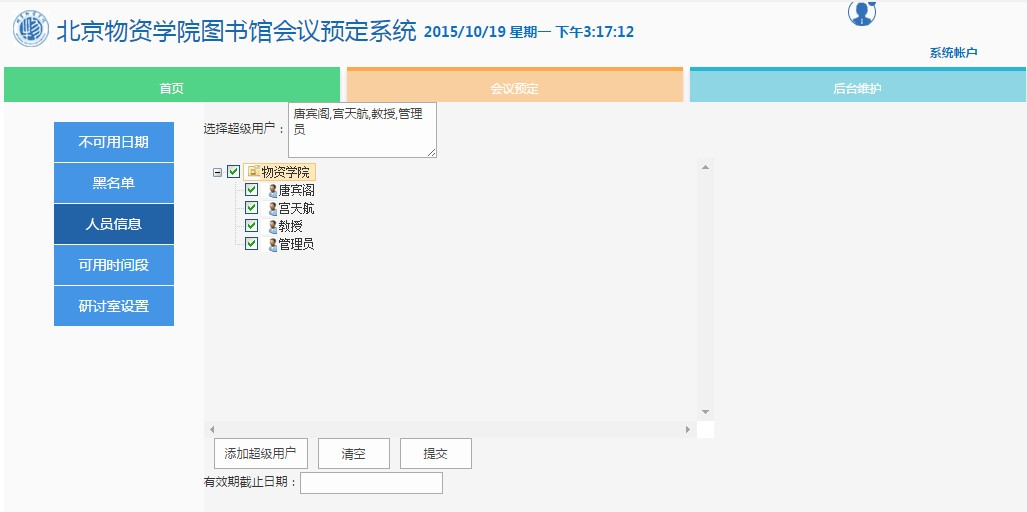 北京物资学院图书馆会议预定系统 2015/10/19 星期一 下午3:17:12
系统帐户
首页 会议预定 后台维护
不可用日期
黑名单
人员信息
可用时间段
研讨室设置
选择超级用户：
唐宾阁,宫天航,教授,管理
员
物资学院
唐宾阁
宫天航
教授
管理员
添加超级用户 清空 提交
有效期截止日期：